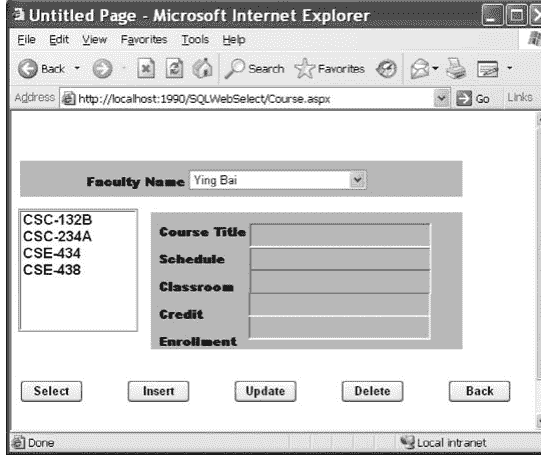 Untitled Page - Microsoft Internet Explorer
File Edit View Favorites Tools Help
Back Search Favorites
Address http://localhost:1990/SQLWebSelect/Course.aspx Go Links
Faculty Name Ying Bai
CSC-132B
CSC-234A
CSE-434
CSE-438
Course Title
Schedule
Classroom
Credit
Enrollment
Select Insert Update Delete Back
Done Local intranet